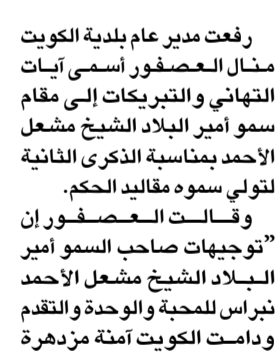 رفعت مدير عام بلدية الكويت
منال العصفور أسمى آيات
التهاني والتبريكات إلى مقام
سمو أمير البلاد الشيخ مشعل
الأحمد بمناسبة الذكرى الثانية
لتولي سموه مقاليد الحكم.
وقالت العصفور إن
”توجيهات صاحب السمو أمير
البلاد الشيخ مشعل الأحمد
نبراس للمحبة والوحدة والتقدم
ودامت الكويت آمنة مزدهرة